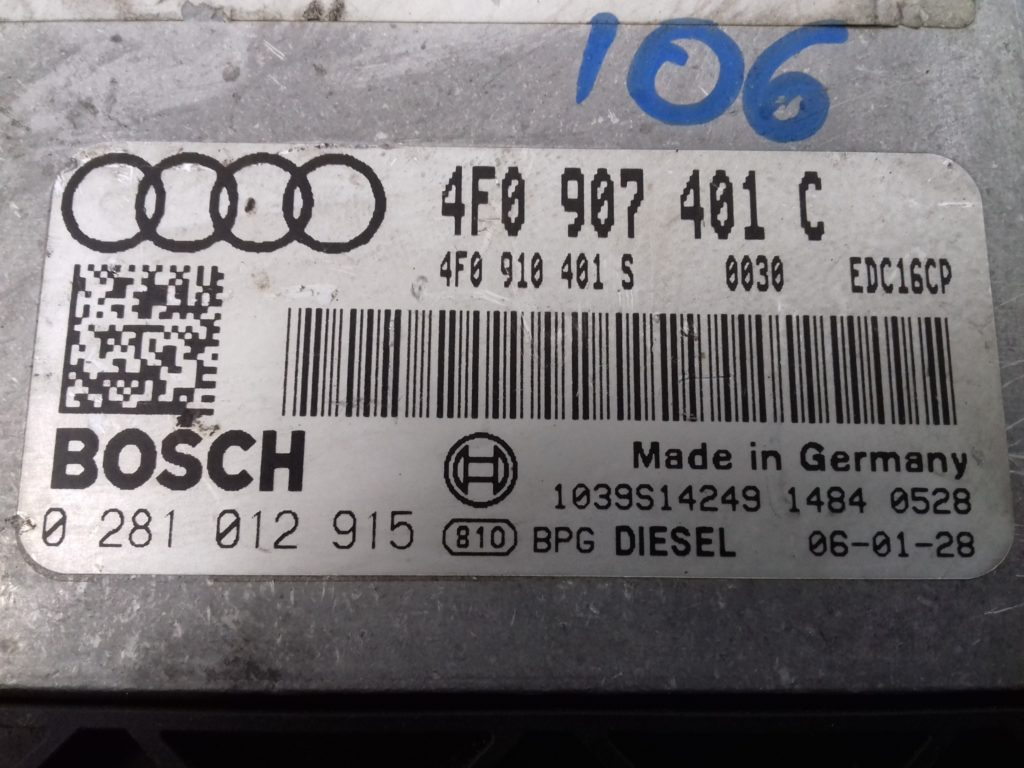 106
4F0 907 401 C
4F0 910 401 S 0030 EDC16CP
BOSCH
Made in Germany
1039S14249 1484 0528
0 281 012 915 810 BPG DIESEL 06-01-28